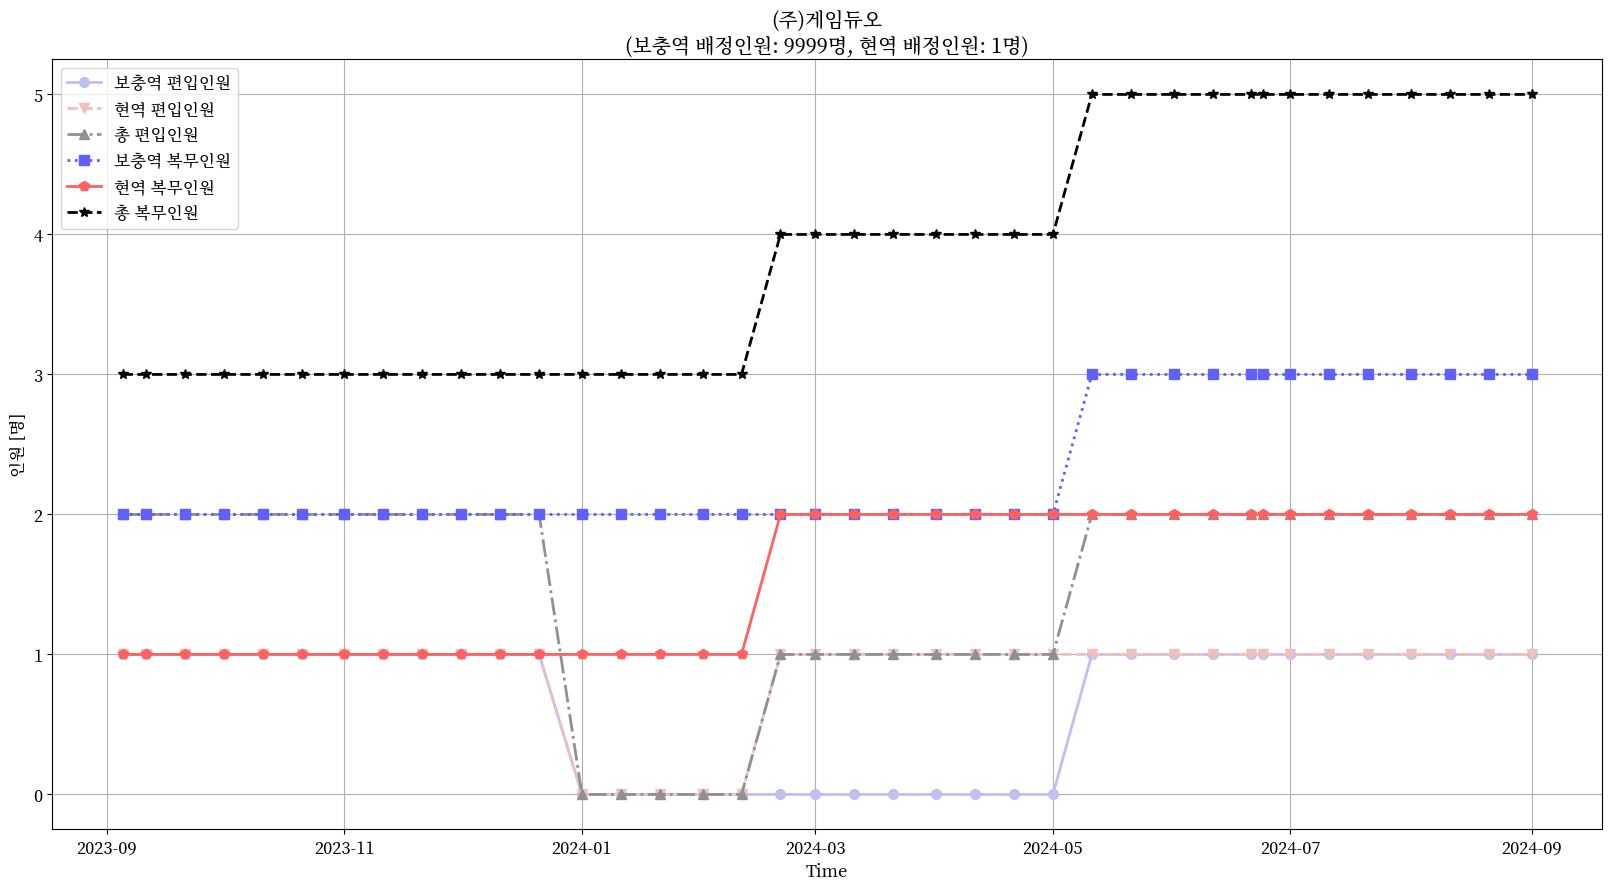 (주)게임듀오
(보충역 배정인원: 9999명, 현역 배정인원: 1명)
보충역 편입인원
현역 편입인원
총 편입인원
보충역 복무인원
현역 복무인원
총 복무인원
인원 [명]
5
4
3
2
1
0
2023-09
2023-11
2024-01
2024-03
2024-05
2024-07
2024-09
Time